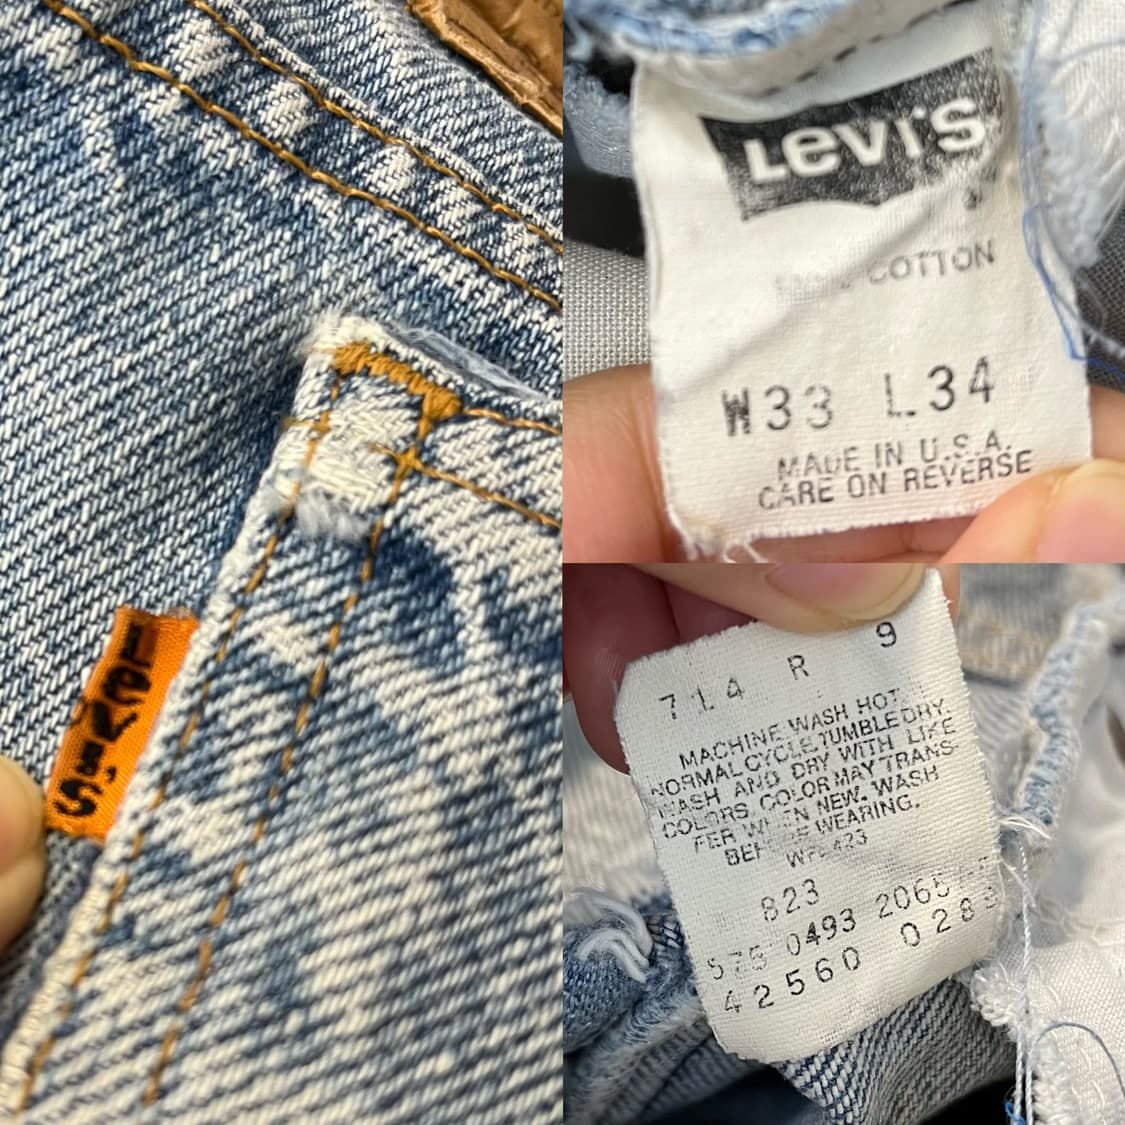 LEVI'S
Levi's
COTTON
W33 L34
MADE IN U.S.A.
CARE ON REVERSE
714 R 9
MACHINE WASH HOT.
NORMAL CYCLE, TUMBLE DRY.
WASH AND DRY WITH LIKE
COLORS. COLOR MAY TRANS-
FER WHEN NEW. WASH
BEFORE WEARING.
823
0493
42560 0283